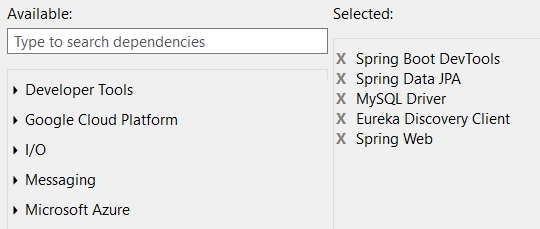 Available:
Type to search dependencies
Developer Tools
Google Cloud Platform
I/O
Messaging
Microsoft Azure
Selected:
X Spring Boot DevTools
X Spring Data JPA
X MySQL Driver
X Eureka Discovery Client
X Spring Web